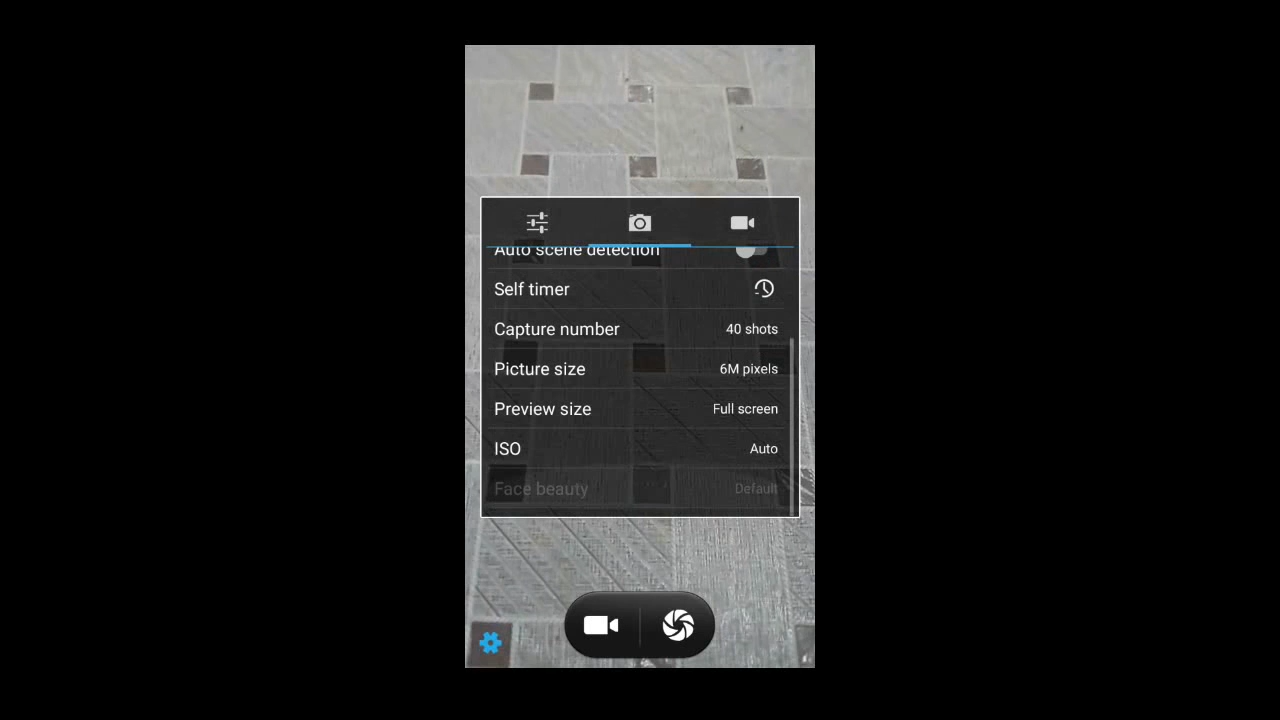 Auto scene detection
Self timer
Capture number 40 shots
Picture size 6M pixels
Preview size Full screen
ISO Auto
Face beauty Default